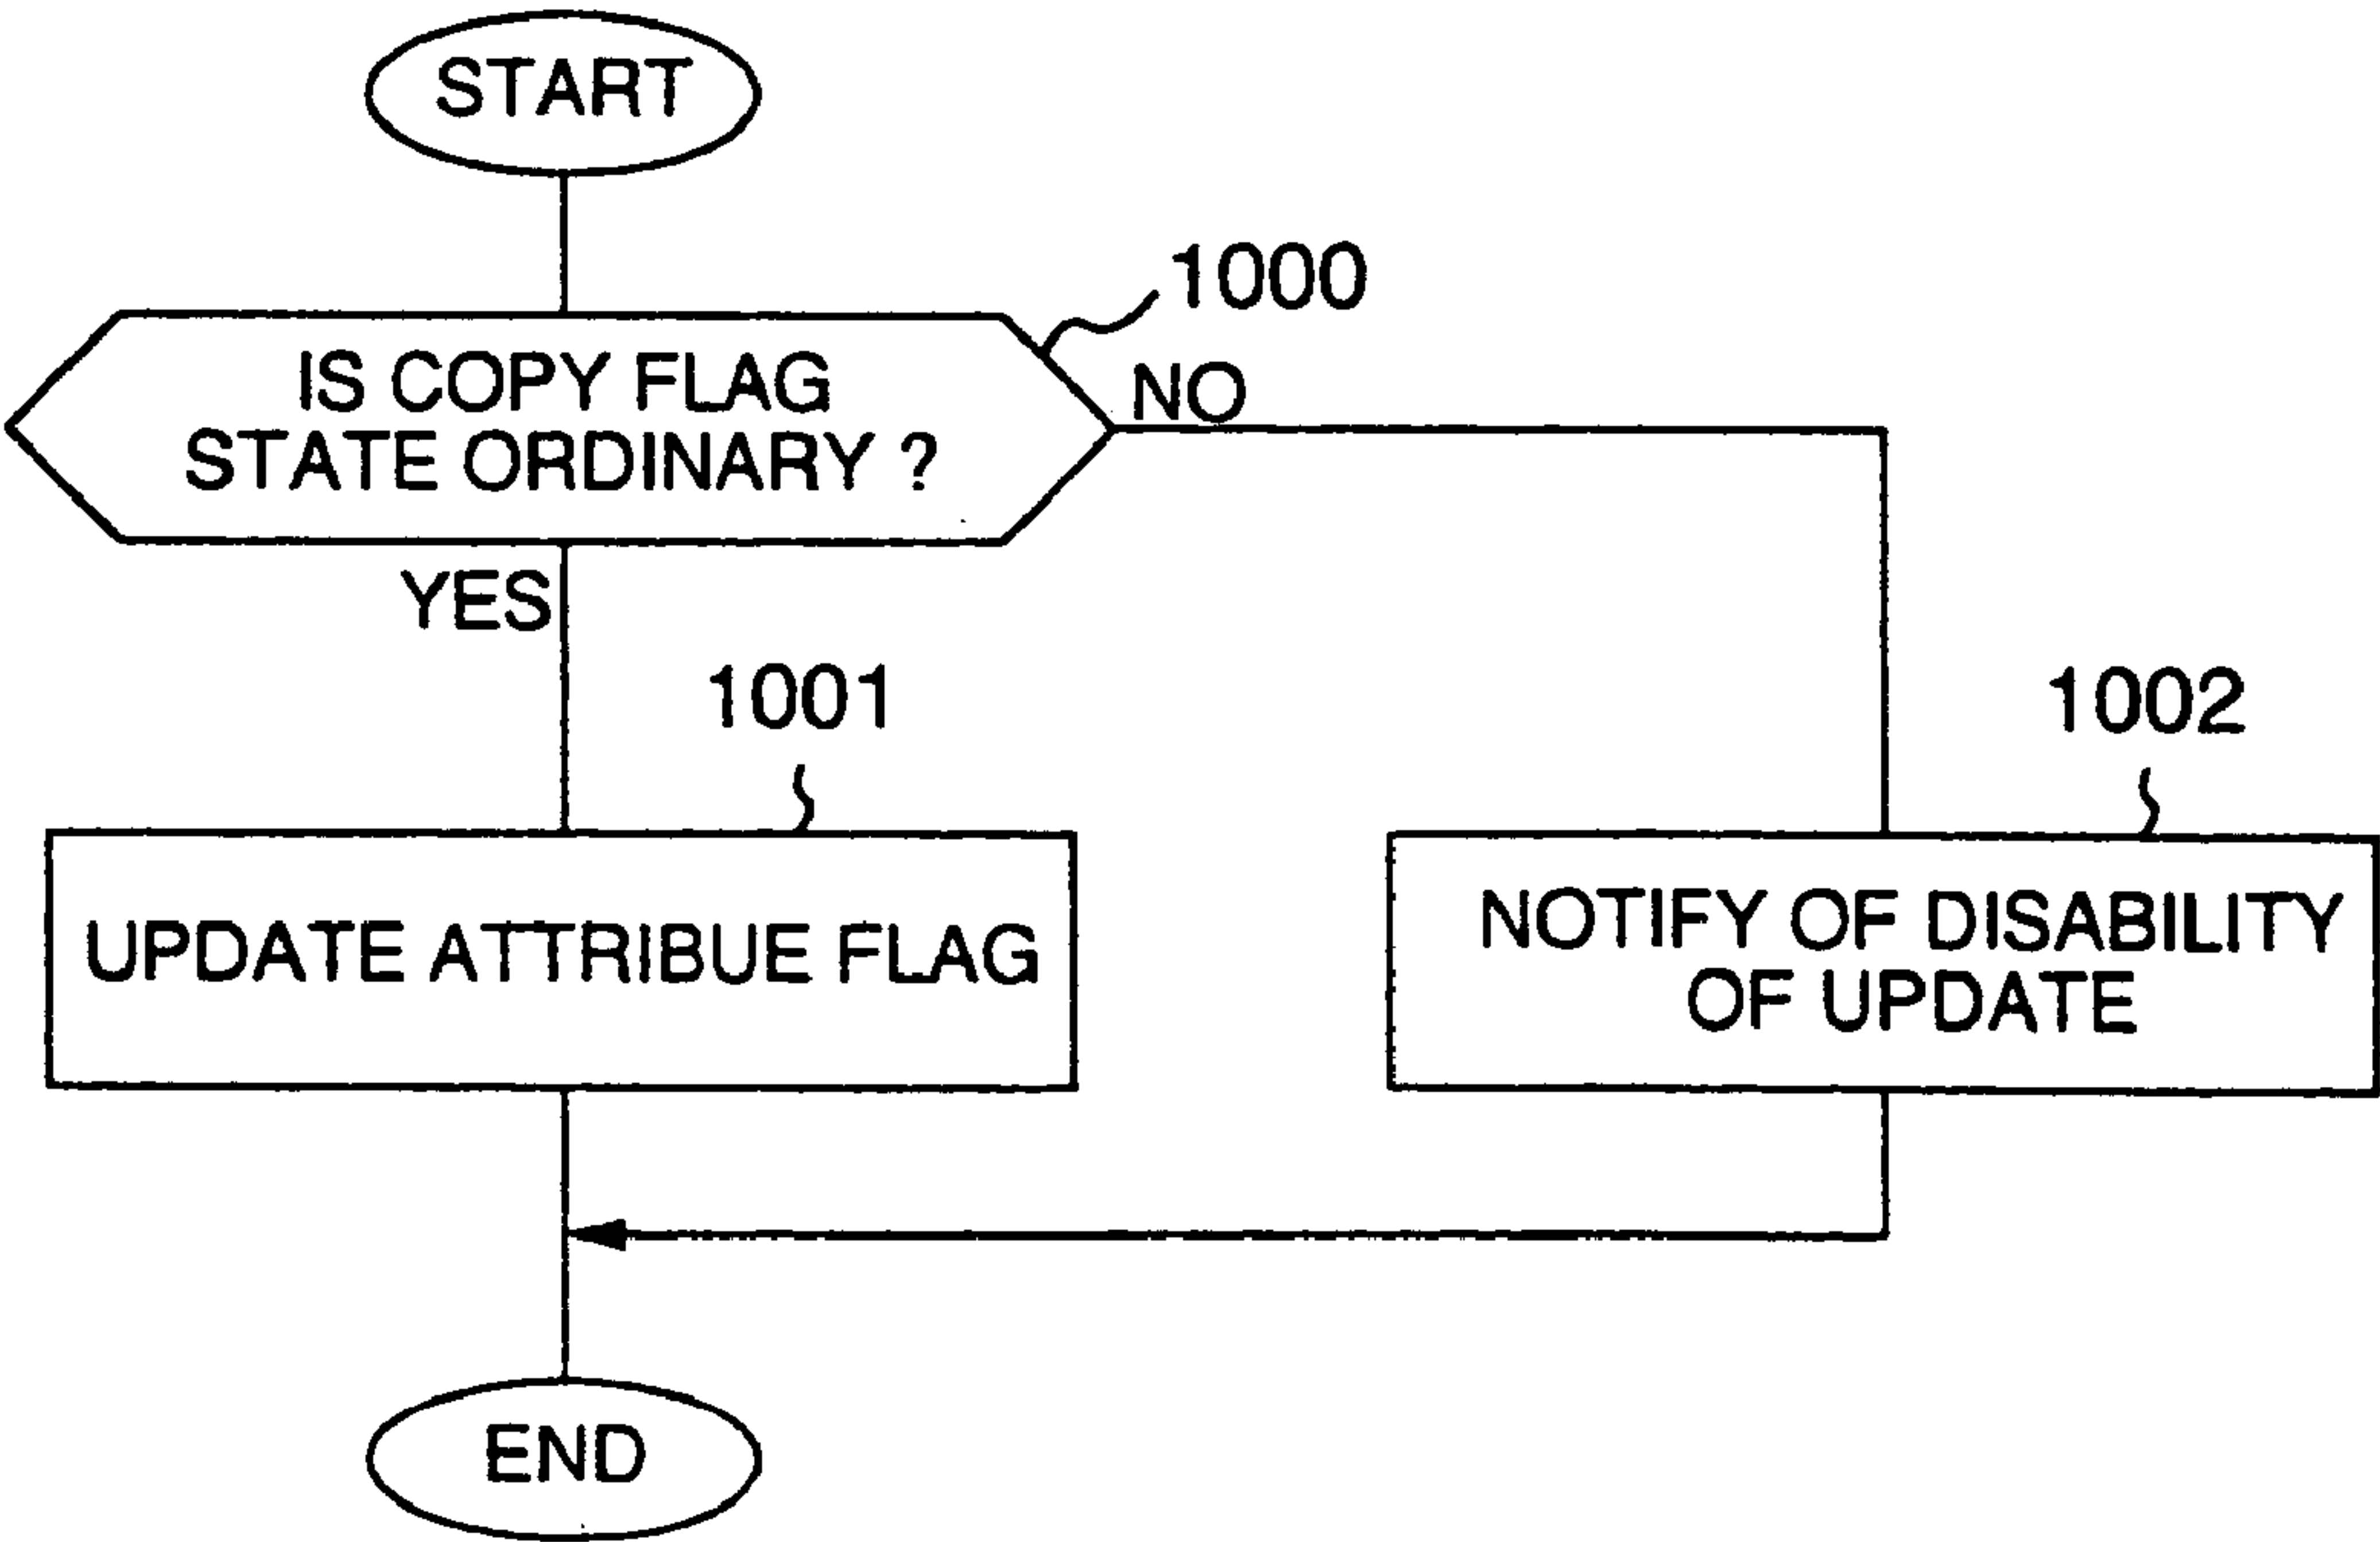 START
1000
IS COPY FLAG
STATE ORDINARY ?
NO
YES
1001
1002
UPDATE ATTRIBUE FLAG
NOTIFY OF DISABILITY
OF UPDATE
END